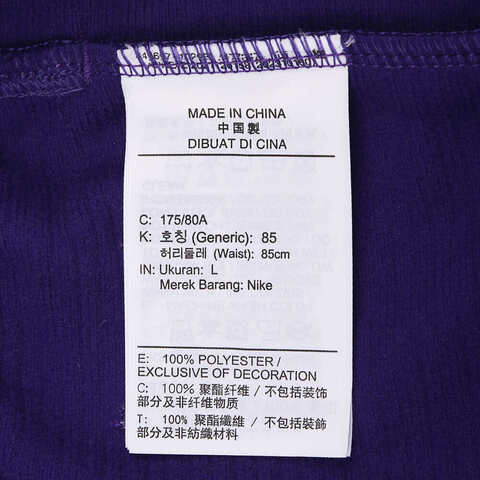 MADE IN CHINA
中国製
DIBUAT DI CINA
C: 175/80A
K: 호칭 (Generic): 85
허리둘레 (Waist): 85cm
IN: Ukuran: L
Merek Barang: Nike
E: 100% POLYESTER /
EXCLUSIVE OF DECORATION
C: 100% 聚酯纤维 / 不包括装饰
部分及非纤维物质
T: 100% 聚酯纖維 / 不包括裝飾
部分及非紡織材料